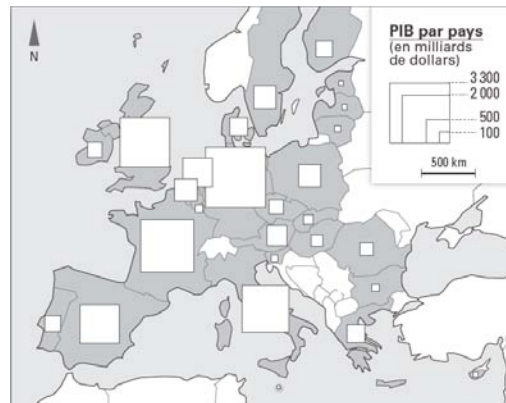 N
PIB par pays
(en milliards
de dollars)
3 300
2 000
500
100
500 km